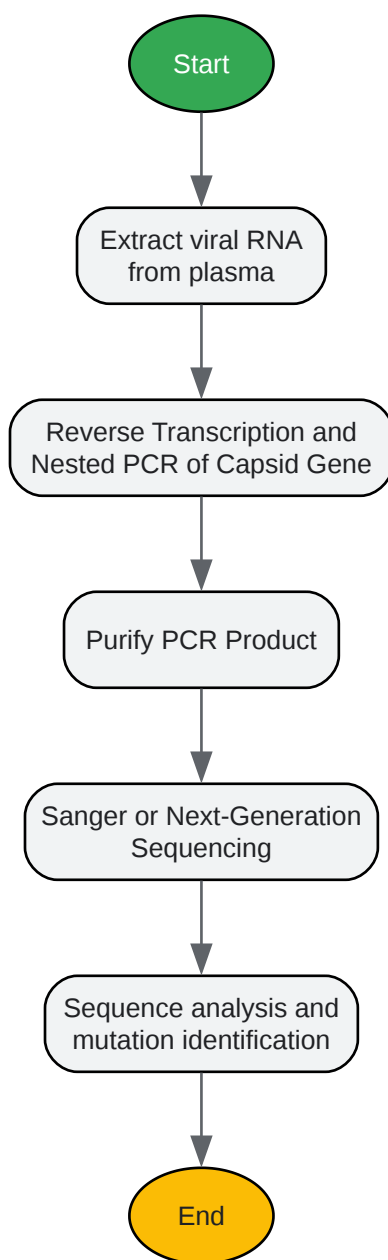 Start
Extract viral RNA
from plasma
Reverse Transcription and
Nested PCR of Capsid Gene
Purify PCR Product
Sanger or Next-Generation
Sequencing
Sequence analysis and
mutation identification
End